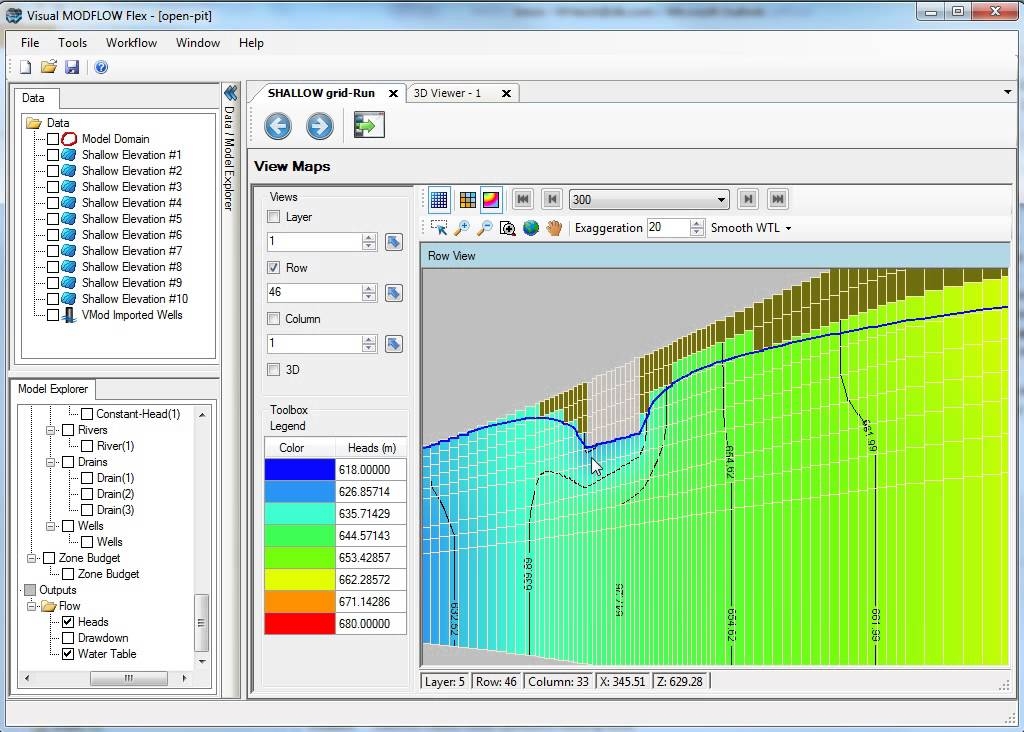 Visual MODFLOW Flex - [open-pit]
File Tools Workflow Window Help
Data
Data
Model Domain
Shallow Elevation #1
Shallow Elevation #2
Shallow Elevation #3
Shallow Elevation #4
Shallow Elevation #5
Shallow Elevation #6
Shallow Elevation #7
Shallow Elevation #8
Shallow Elevation #9
Shallow Elevation #10
VMod Imported Wells
Data / Model Explorer
Model Explorer
Constant-Head(1)
Rivers
River(1)
Drains
Drain(1)
Drain(2)
Drain(3)
Wells
Wells
Zone Budget
Zone Budget
Outputs
Flow
Heads
Drawdown
Water Table
SHALLOW grid-Run
3D Viewer - 1
View Maps
Views
Layer
1
Row
46
Column
1
3D
Toolbox
Legend
Color Heads (m)
618.00000
626.85714
635.71429
644.57143
653.42857
662.28572
671.14286
680.00000
300
Exaggeration 20 Smooth WTL
Row View
661.99
654.62
632.52
654.62
661.99
Layer: 5 Row: 46 Column: 33 X: 345.51 Z: 629.28